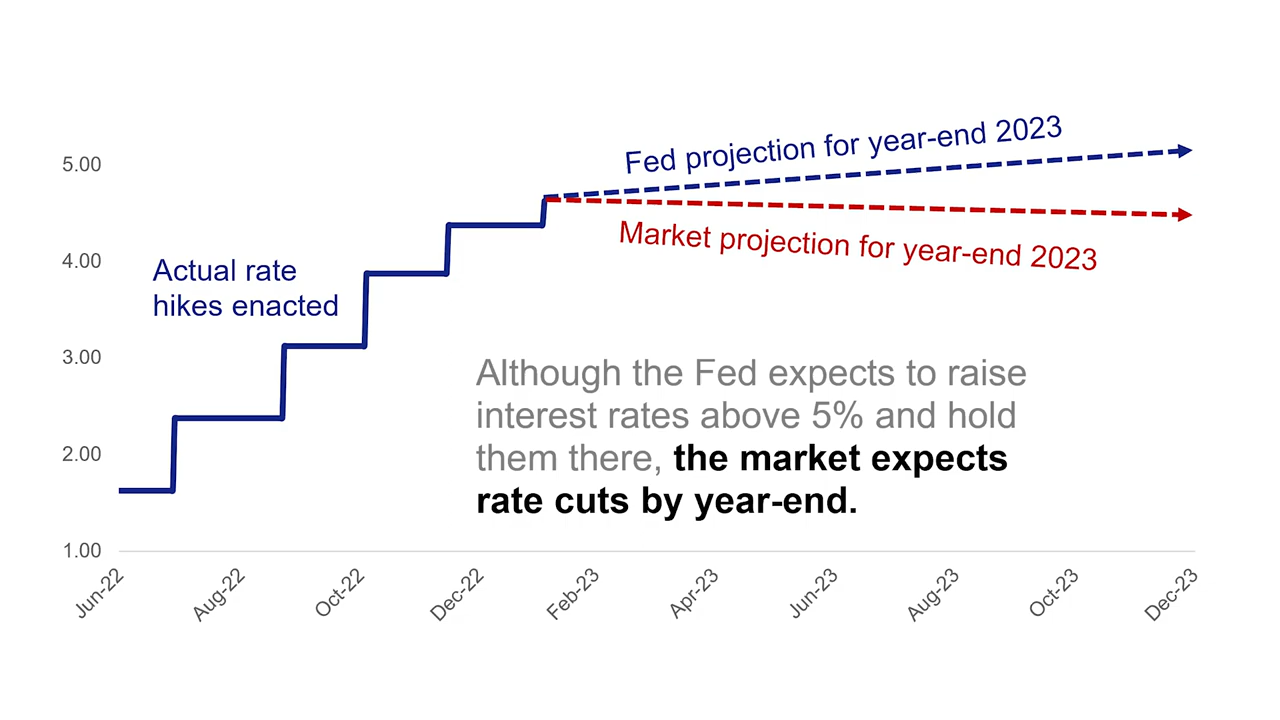 Fed projection for year-end 2023
5.00
Market projection for year-end 2023
4.00
Actual rate
hikes enacted
3.00
Although the Fed expects to raise
interest rates above 5% and hold
them there, the market expects
rate cuts by year-end.
2.00
1.00
Jun-22
Aug-22
Oct-22
Dec-22
Feb-23
Apr-23
Jun-23
Aug-23
Oct-23
Dec-23